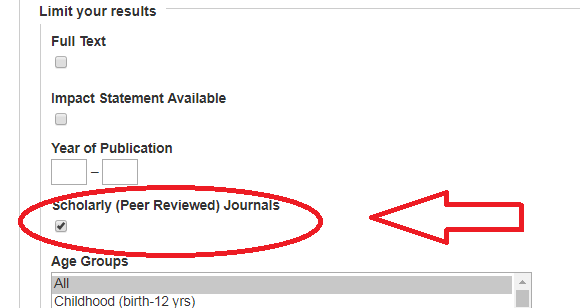 Limit your results
Full Text
Impact Statement Available
Year of Publication
–
Scholarly (Peer Reviewed) Journals
Age Groups
All
Childhood (birth-12 yrs)